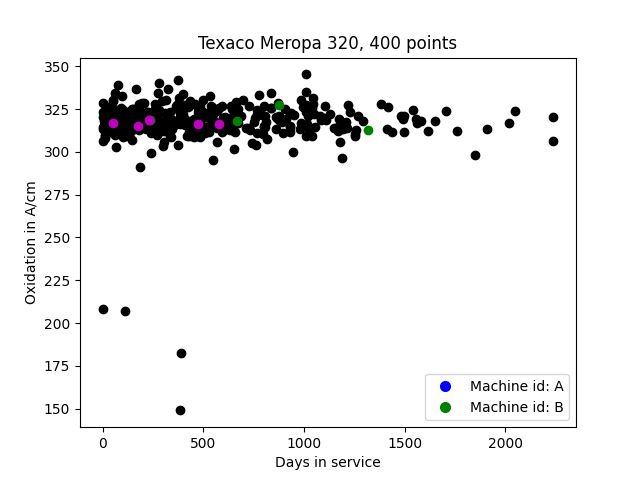 Texaco Meropa 320, 400 points
350
325
300
275
250
225
200
175
150
Oxidation in A/cm
0
500
1000
1500
2000
Days in service
Machine id: A
Machine id: B